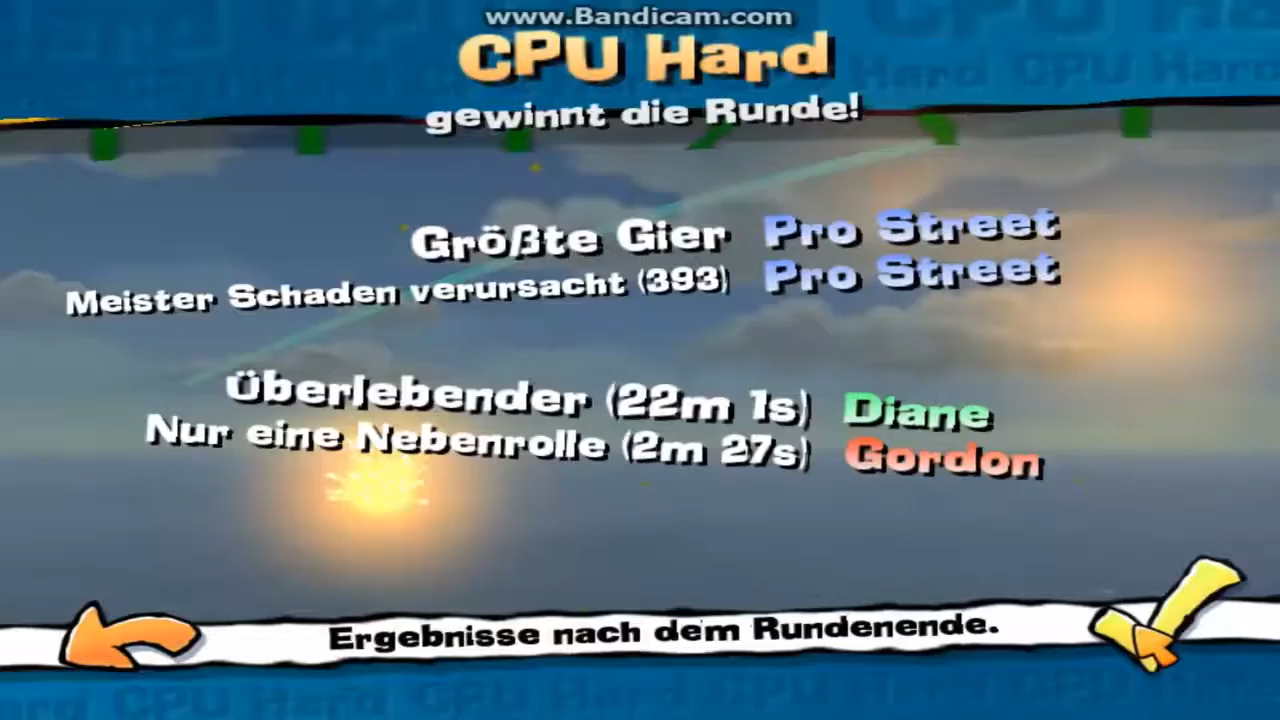 www.Bandicam.com
CPU Hard
gewinnt die Runde!
Größte Gier Pro Street
Meister Schaden verursacht (393) Pro Street
Überlebender (22m 1s) Diane
Nur eine Nebenrolle (2m 27s) Gordon
Ergebnisse nach dem Rundenende.